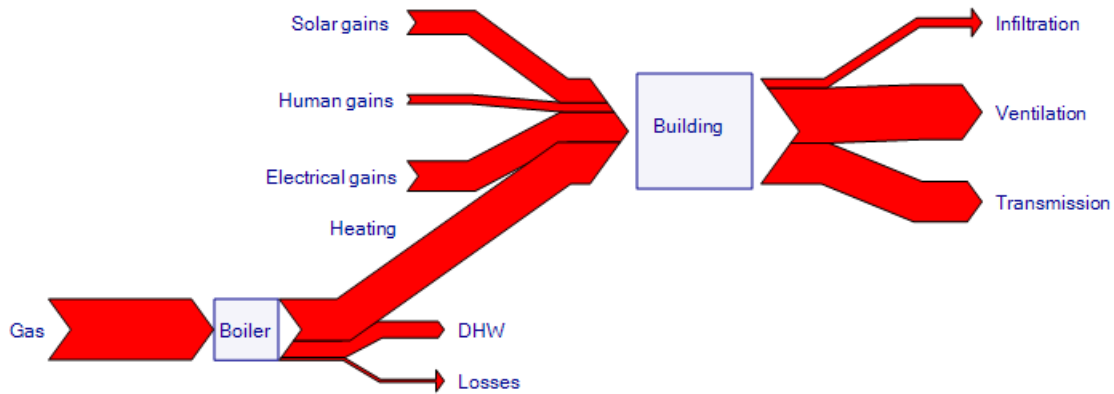 Solar gains
Infiltration
Human gains
Ventilation
Building
Electrical gains
Transmission
Heating
Gas
Boiler
DHW
Losses